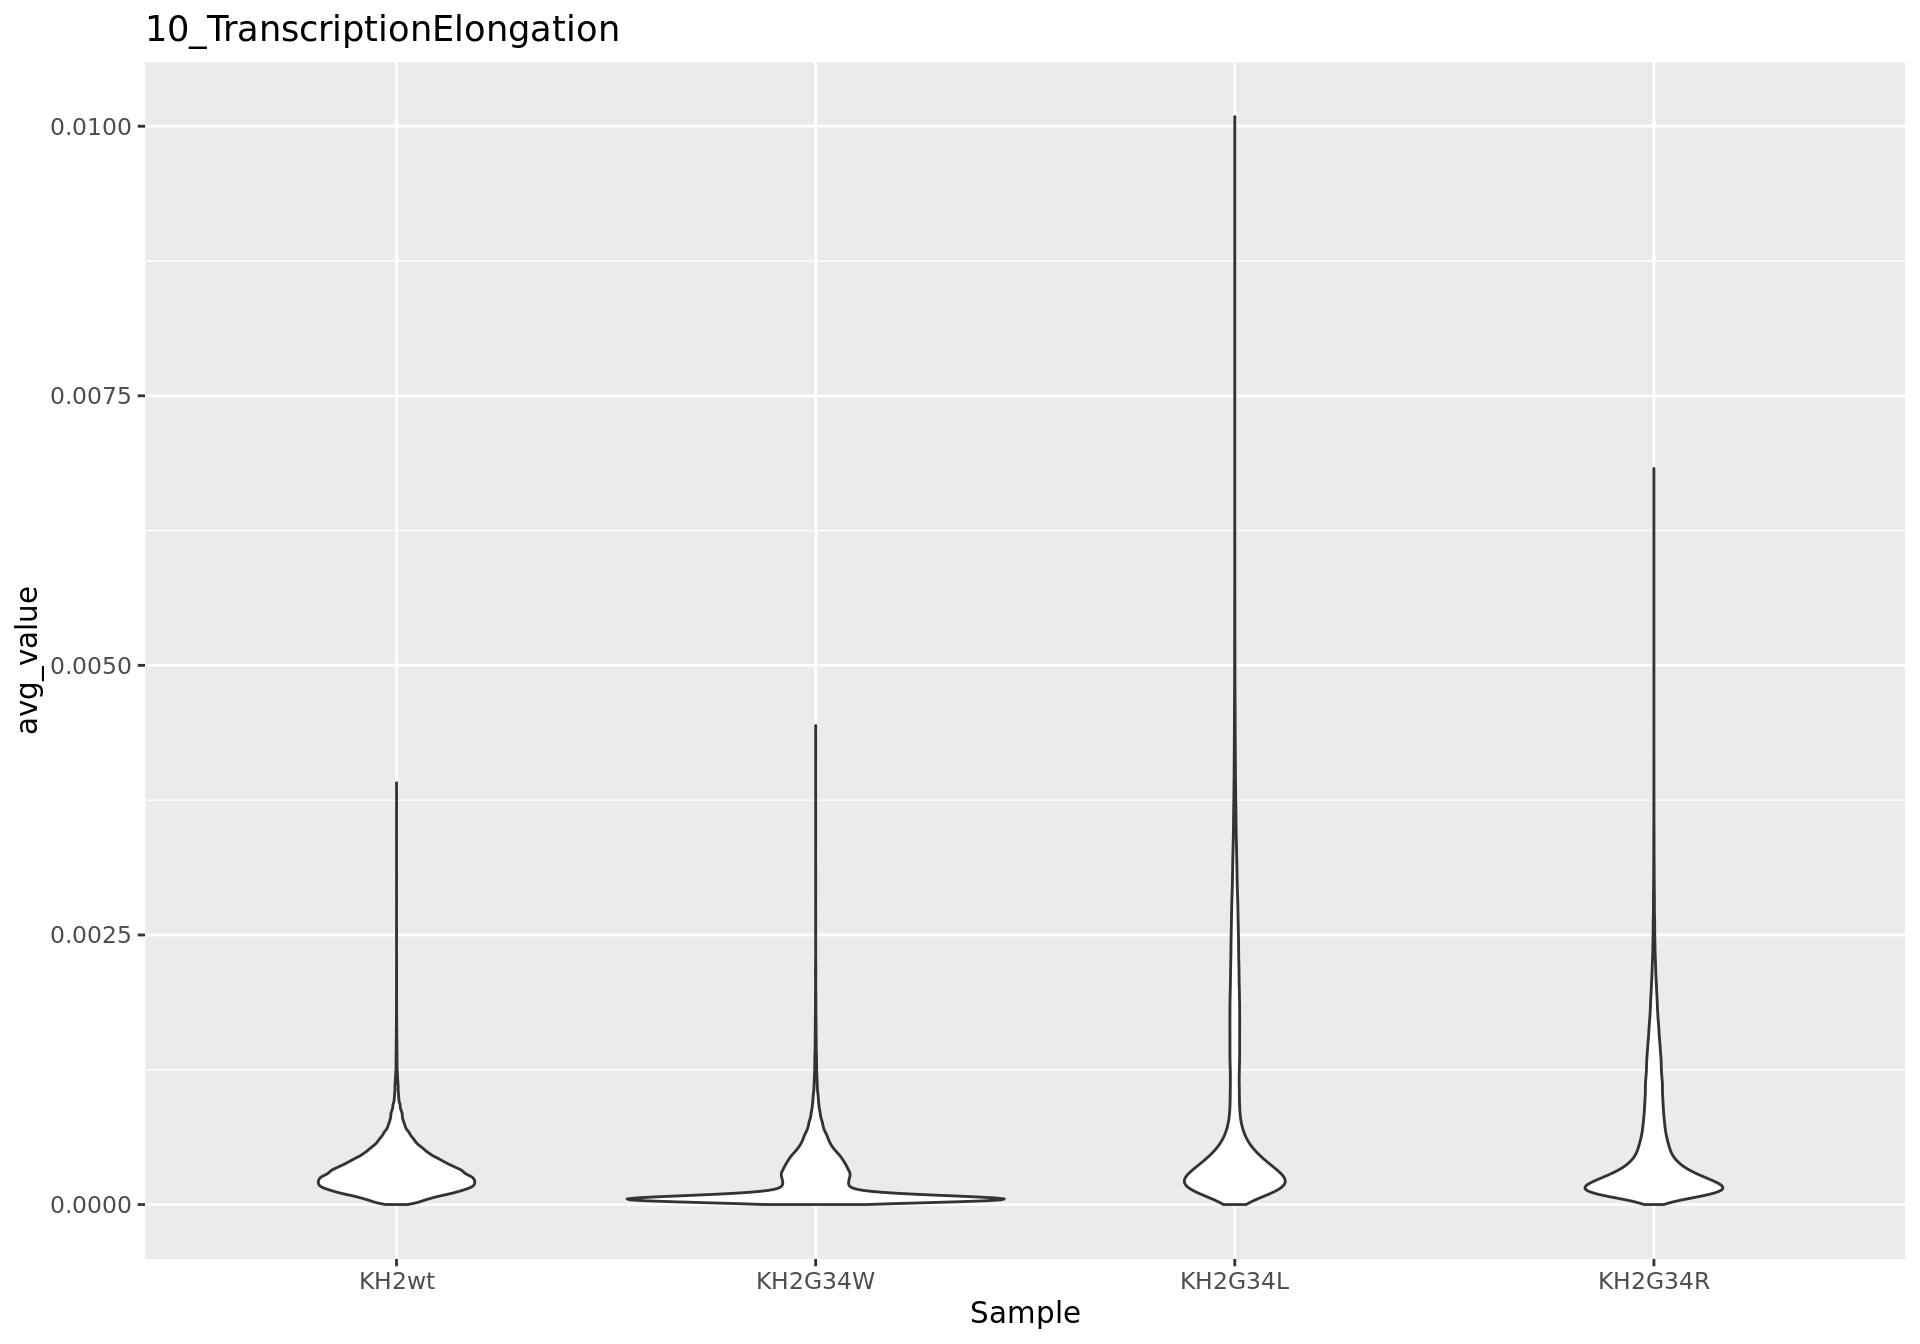 10_TranscriptionElongation
avg_value
0.0100
0.0075
0.0050
0.0025
0.0000
KH2wt KH2G34W KH2G34L KH2G34R
Sample